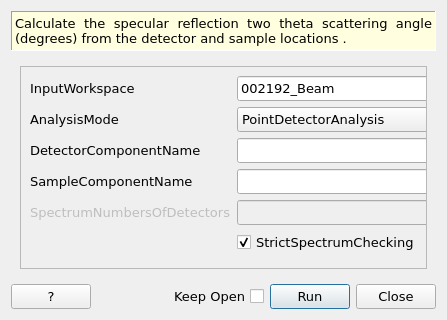 Calculate the specular reflection two theta scattering angle
(degrees) from the detector and sample locations .
InputWorkspace 002192_Beam
AnalysisMode PointDetectorAnalysis
DetectorComponentName
SampleComponentName
SpectrumNumbersOfDetectors
StrictSpectrumChecking
? Keep Open Run Close